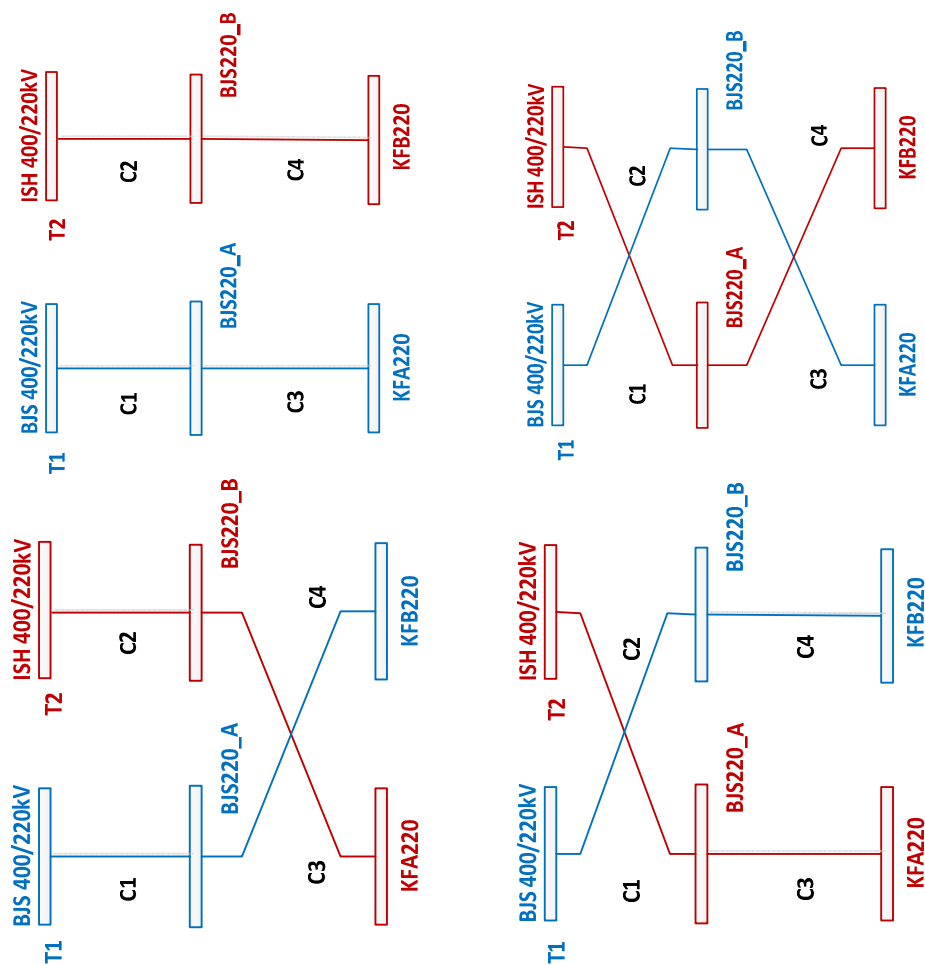 BJS 400/220kV
ISH 400/220kV
T1
T2
C1
C2
BJS220_A
BJS220_B
C3
C4
KFA220
KFB220
BJS 400/220kV
ISH 400/220kV
T1
T2
C1
C2
BJS220_A
BJS220_B
C3
C4
KFA220
KFB220
BJS 400/220kV
ISH 400/220kV
T1
T2
C1
C2
BJS220_A
BJS220_B
C3
C4
KFA220
KFB220
BJS 400/220kV
ISH 400/220kV
T1
T2
C1
C2
BJS220_A
BJS220_B
C3
C4
KFA220
KFB220